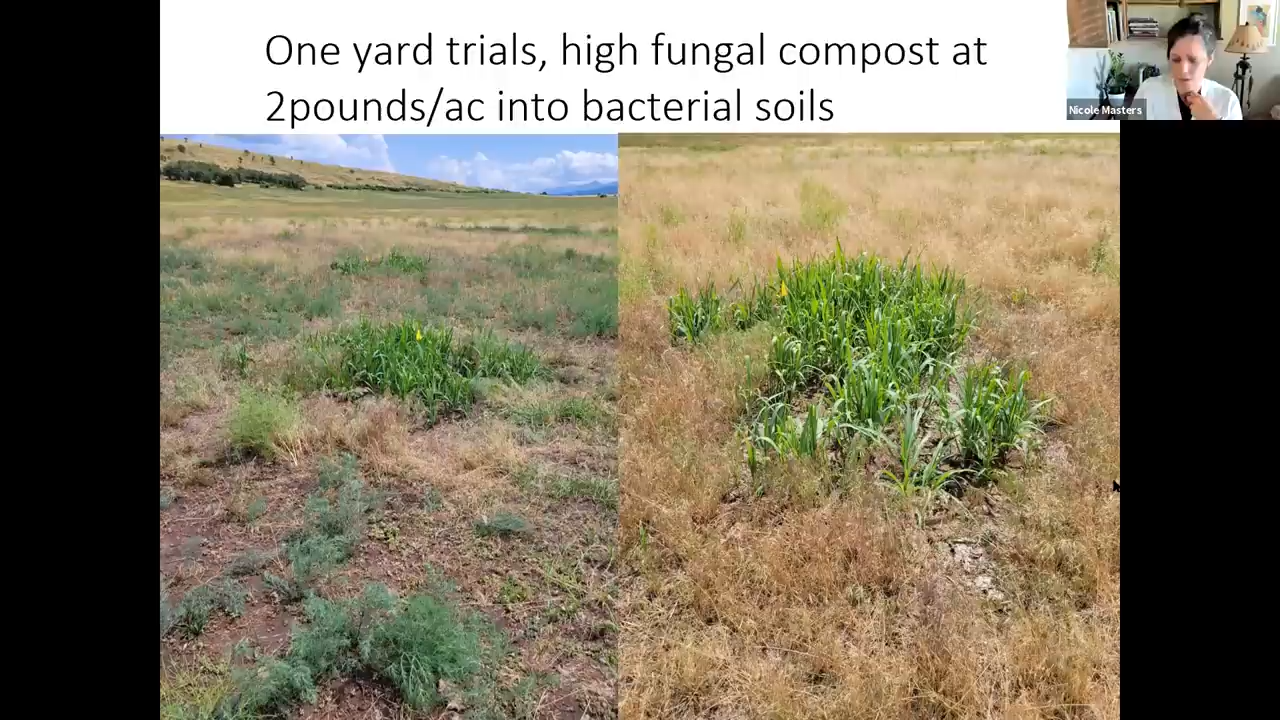 One yard trials, high fungal compost at
2pounds/ac into bacterial soils
Nicole Masters